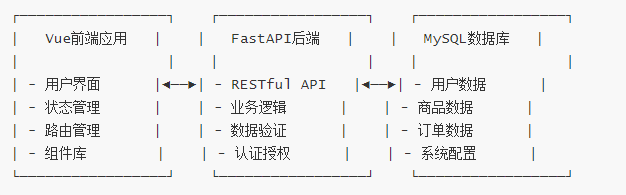 ┌─────────────────┐    ┌─────────────────┐    ┌─────────────────┐
│   Vue前端应用   │    │   FastAPI后端   │    │   MySQL数据库   │
│                 │    │                 │    │                 │
│ - 用户界面      │◄──►│ - RESTful API   │◄──►│ - 用户数据      │
│ - 状态管理      │    │ - 业务逻辑      │    │ - 商品数据      │
│ - 路由管理      │    │ - 数据验证      │    │ - 订单数据      │
│ - 组件库        │    │ - 认证授权      │    │ - 系统配置      │
└─────────────────┘    └─────────────────┘    └─────────────────┘